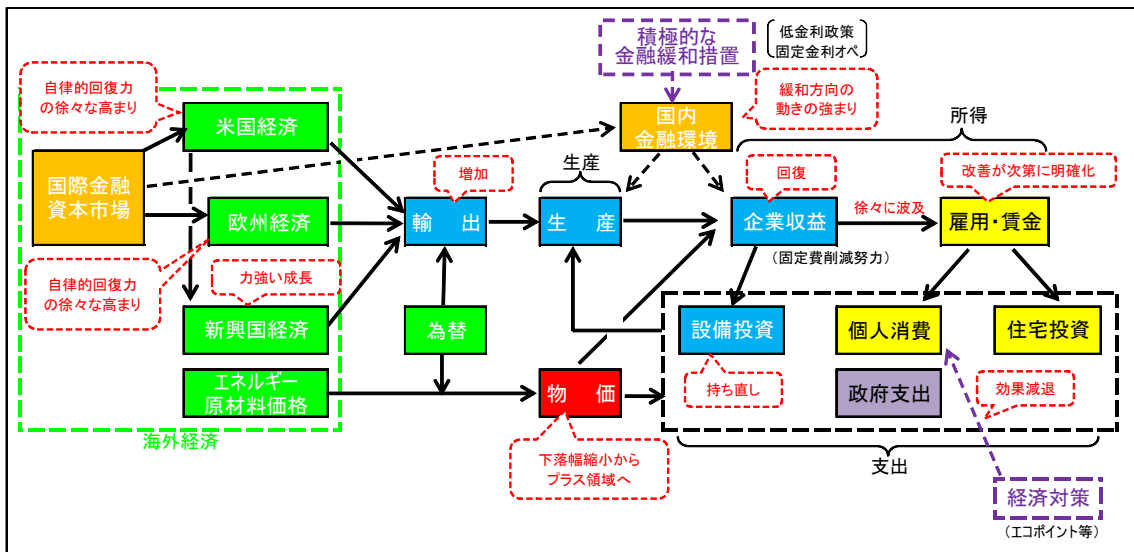 積極的な
金融緩和措置
低金利政策
固定金利オペ
自律的回復力
の徐々な高まり
米国経済
国内
金融環境
緩和方向の
動きの強まり
所得
国際金融
資本市場
増加
生産
回復
改善が次第に明確化
欧州経済
輸 出
生 産
企業収益
徐々に波及
雇用・賃金
(固定費削減努力)
自律的回復力
の徐々な高まり
力強い成長
新興国経済
為替
設備投資
個人消費
住宅投資
エネルギー
原材料価格
物 価
持ち直し
政府支出
効果減退
海外経済
下落幅縮小から
プラス領域へ
支出
経済対策
(エコポイント等)